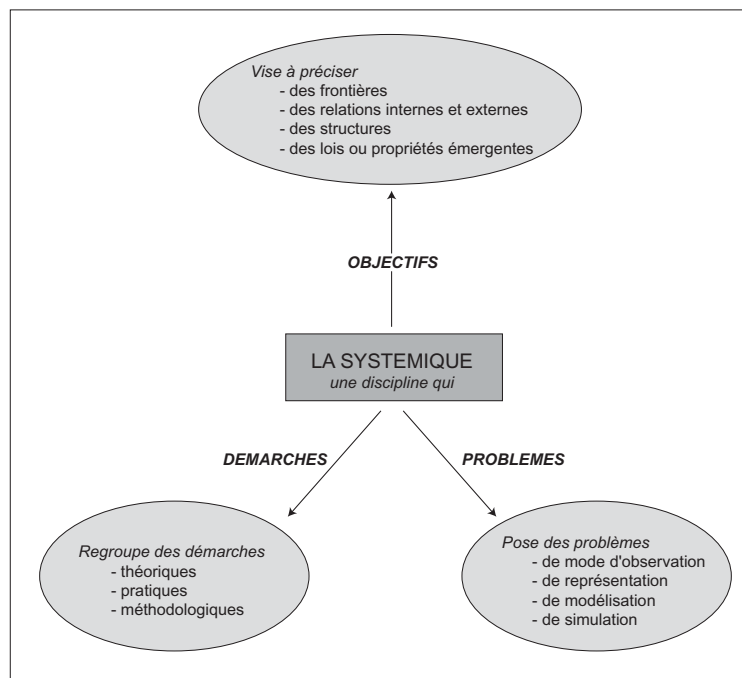 Vise à préciser
- des frontières
- des relations internes et externes
- des structures
- des lois ou propriétés émergentes
OBJECTIFS
LA SYSTEMIQUE
une discipline qui
DEMARCHES
PROBLEMES
Regroupe des démarches
- théoriques
- pratiques
- méthodologiques
Pose des problèmes
- de mode d'observation
- de représentation
- de modélisation
- de simulation